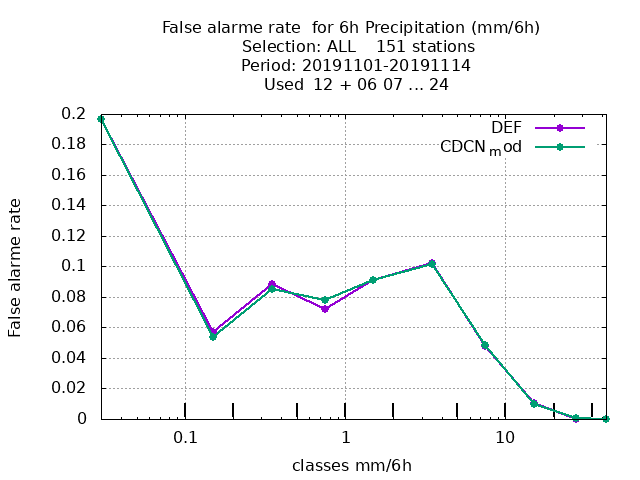 False alarme rate  for 6h Precipitation (mm/6h)
Selection: ALL    151 stations
Period: 20191101-20191114
Used  12 + 06 07 ... 24
DEF
CDCN_mod
0.2
0.18
0.16
0.14
0.12
0.1
0.08
0.06
0.04
0.02
0
False alarme rate
0.1
1
10
classes mm/6h